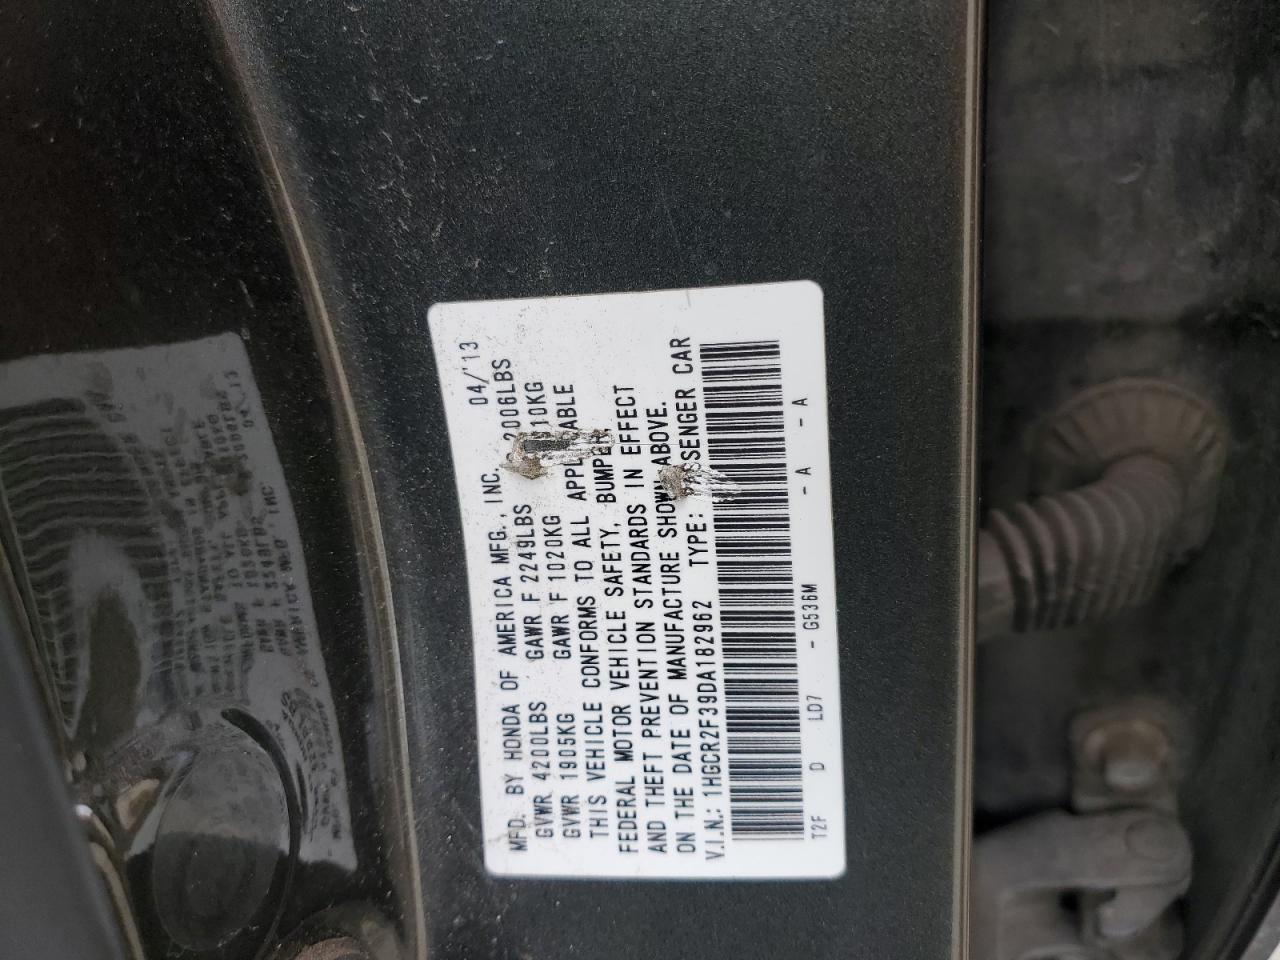 MFD. BY HONDA OF AMERICA MFG., INC. 04/'13
GVWR 4200LBS GAWR F 2249LBS 2006LBS
GVWR 1905KG GAWR F 1020KG 10KG
THIS VEHICLE CONFORMS TO ALL APPL ABLE
FEDERAL MOTOR VEHICLE SAFETY, BUMPER,
AND THEFT PREVENTION STANDARDS IN EFFECT
ON THE DATE OF MANUFACTURE SHOWN ABOVE.
V.I.N.: 1HGCR2F39DA182962 TYPE: PASSENGER CAR
T2F D LD7 - G536M - A - A